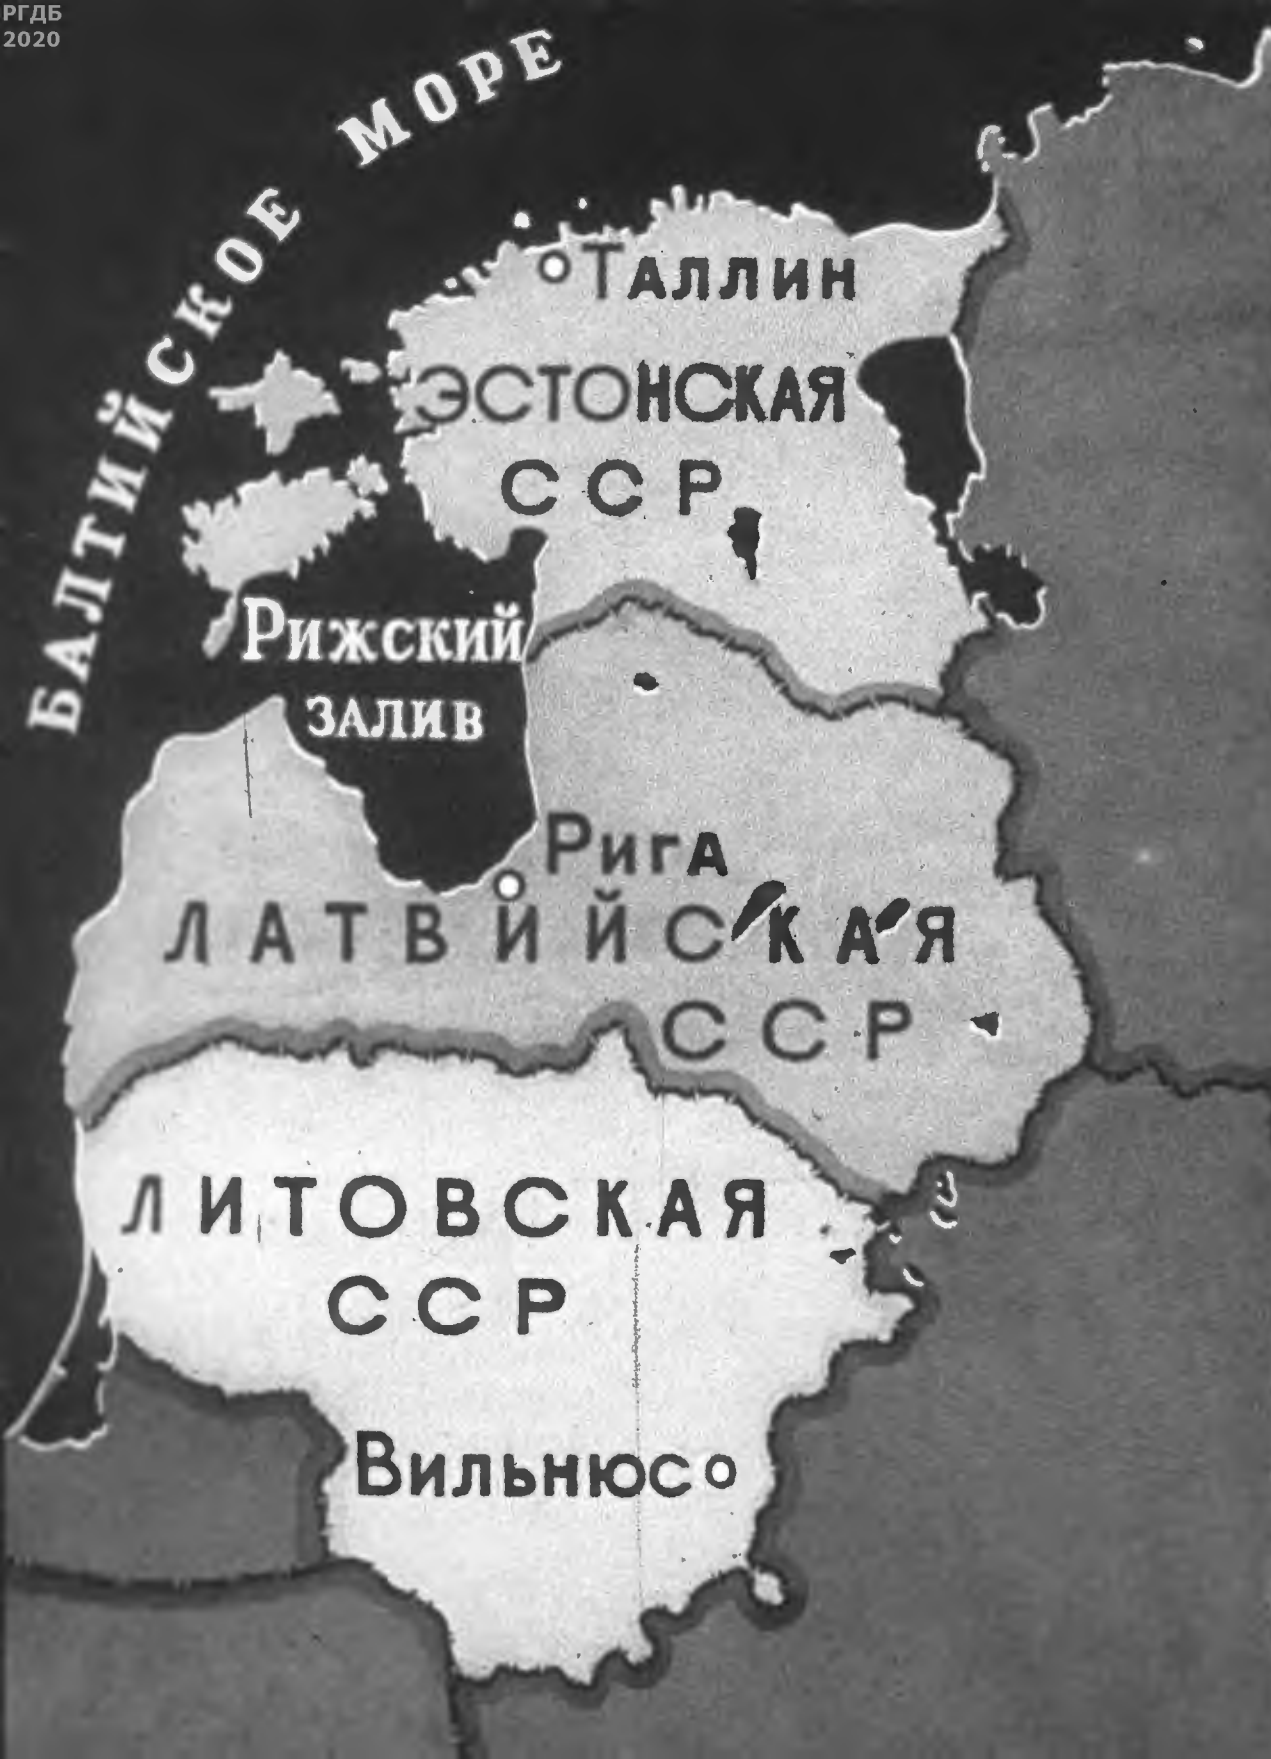 РГДБ
2020
БАЛТИЙСКОЕ МОРЕ
ТАЛЛИН
ЭСТОНСКАЯ
ССР
РИЖСКИЙ
ЗАЛИВ
РИГА
ЛАТВИЙСКАЯ
ССР
ЛИТОВСКАЯ
ССР
ВИЛЬНЮС